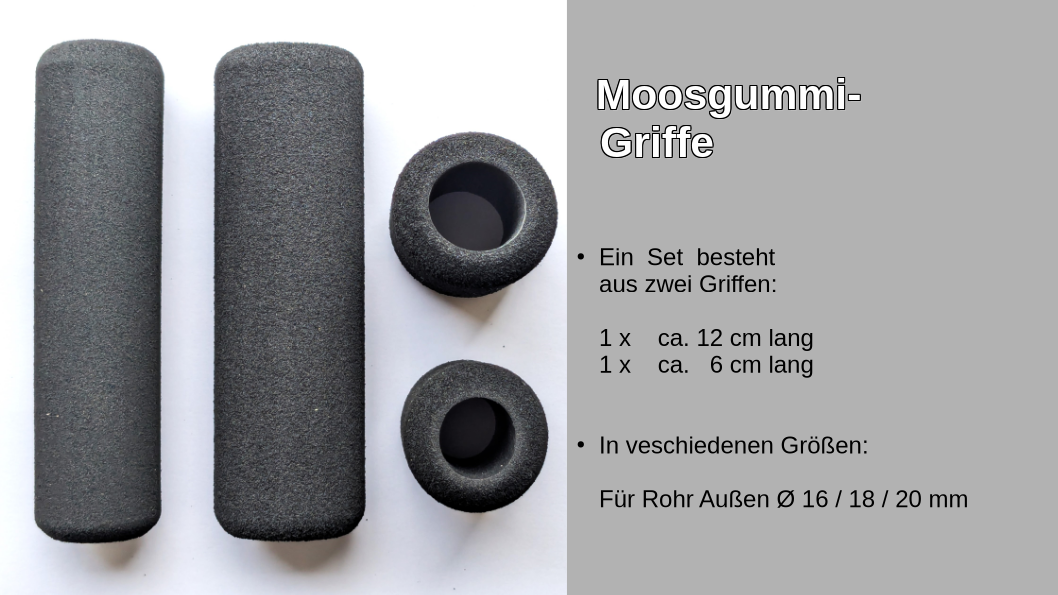 Moosgummi-
Griffe
• Ein Set besteht
aus zwei Griffen:
1 x ca. 12 cm lang
1 x ca. 6 cm lang
• In veschiedenen Größen:
Für Rohr Außen Ø 16 / 18 / 20 mm